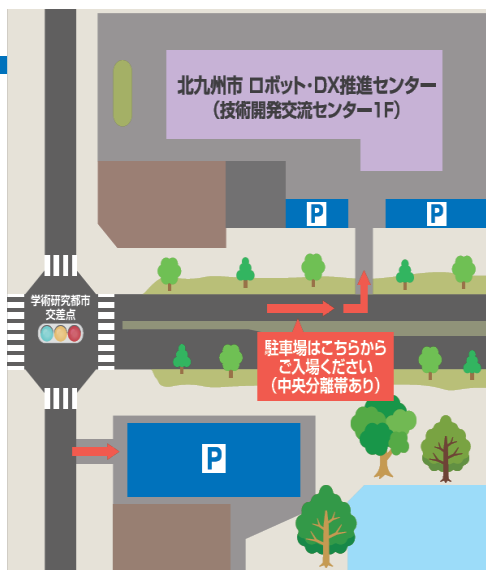 北九州市 ロボット・DX推進センター
（技術開発交流センター1F）
P
P
学術研究都市
交差点
駐車場はこちらから
ご入場ください
（中央分離帯あり）
P